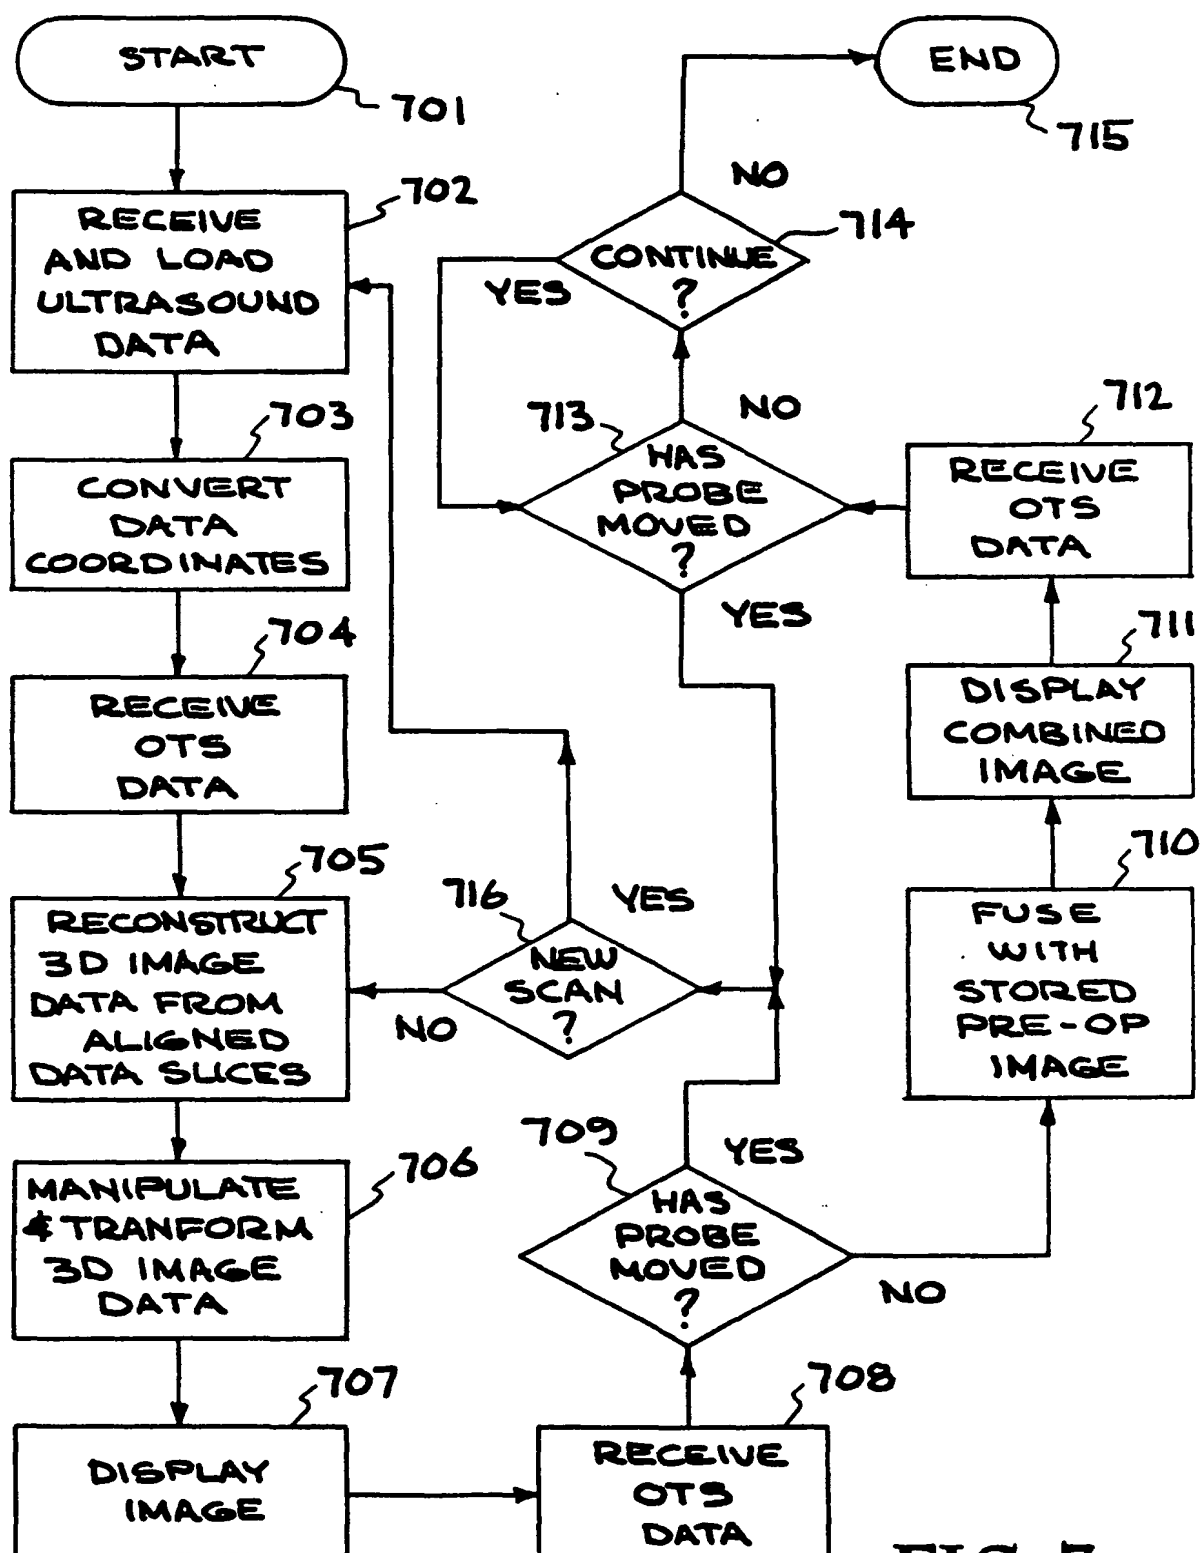 START
701
RECEIVE
AND LOAD
ULTRASOUND
DATA
702
CONVERT
DATA
COORDINATES
703
RECEIVE
OTS
DATA
704
RECONSTRUCT
3D IMAGE
DATA FROM
ALIGNED
DATA SLICES
705
MANIPULATE
& TRANFORM
3D IMAGE
DATA
706
DISPLAY
IMAGE
707
RECEIVE
OTS
DATA
708
HAS
PROBE
MOVED
?
709
YES
NO
FUSE
WITH
STORED
PRE-OP
IMAGE
710
DISPLAY
COMBINED
IMAGE
711
RECEIVE
OTS
DATA
712
HAS
PROBE
MOVED
?
713
NO
YES
CONTINUE
?
714
YES
NO
END
715
NEW
SCAN
?
716
YES
NO